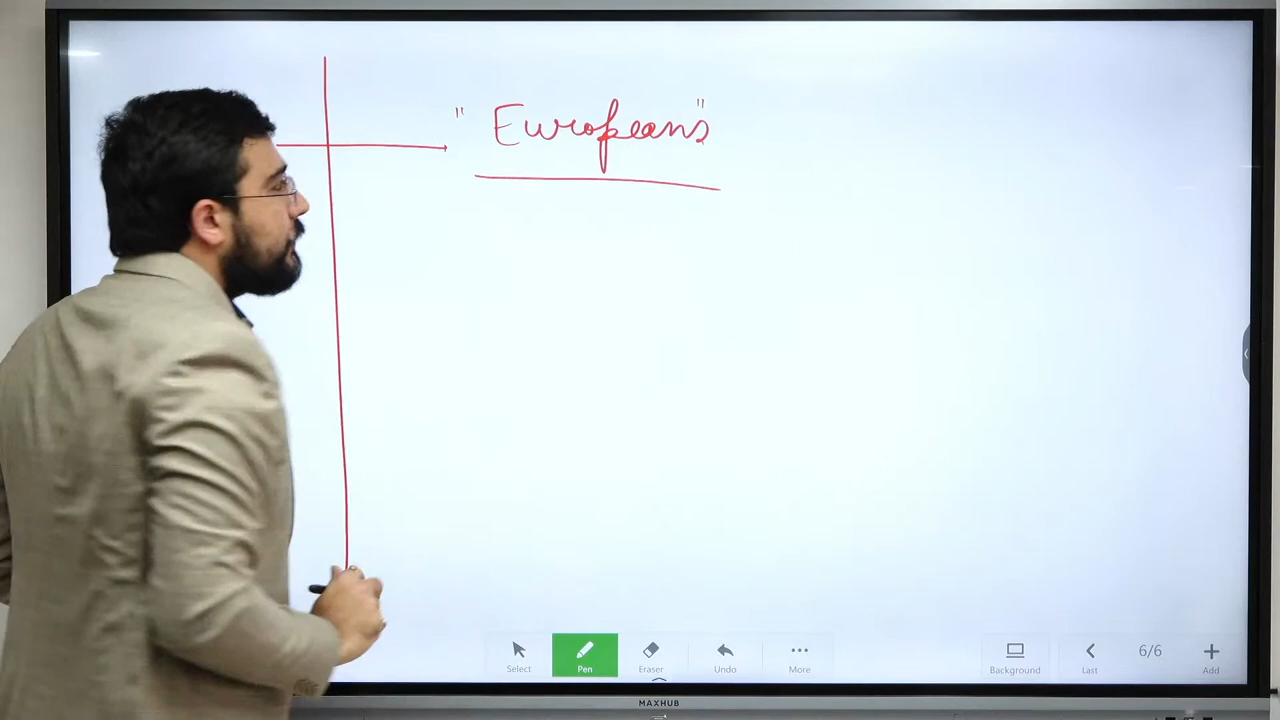 " Europeans"
Select
Pen
Eraser
Undo
More
Background
Last
6/6
Add
MAXHUB